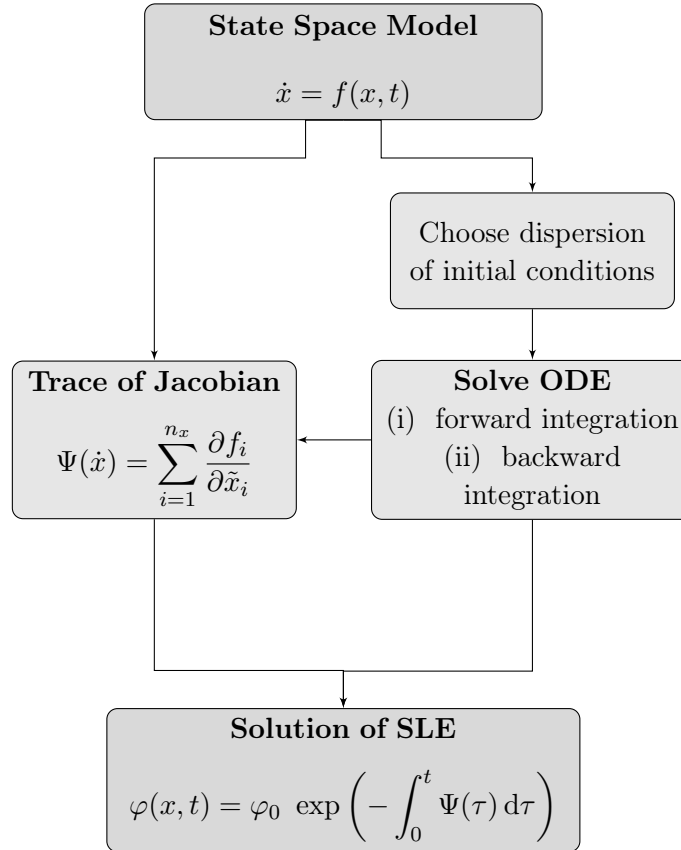 State Space Model
ẋ = f(x, t)
Choose dispersion
of initial conditions
Trace of Jacobian
Ψ(ẋ) = ∑_{i=1}^{n_x} ∂f_i / ∂x̃_i
Solve ODE
(i) forward integration
(ii) backward
integration
Solution of SLE
φ(x, t) = φ_0 exp(−∫_0^t Ψ(τ) dτ)